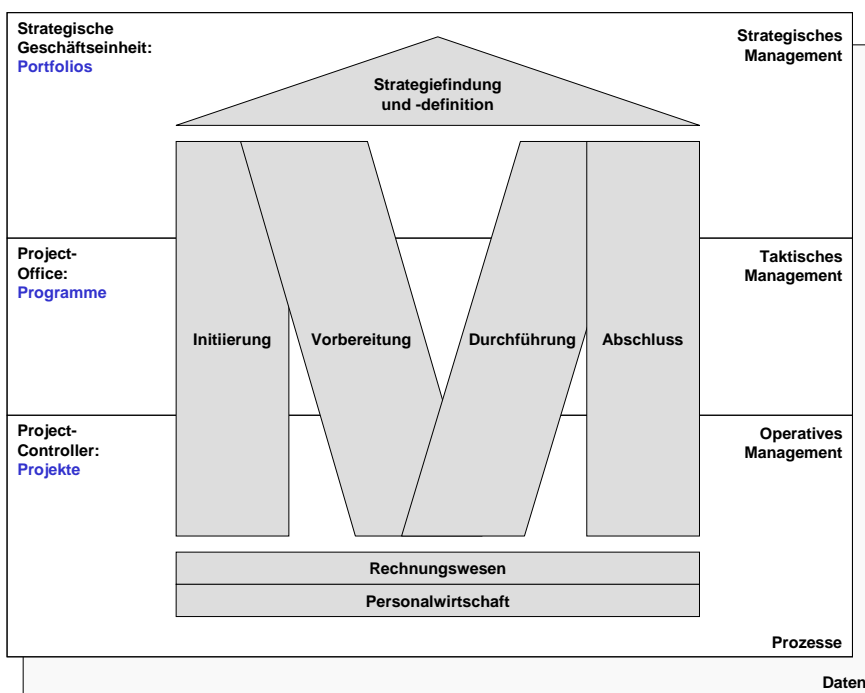 Strategische
Geschäftseinheit:
Portfolios
Strategisches
Management
Strategiefindung
und -definition
Project-
Office:
Programme
Taktisches
Management
Initiierung
Vorbereitung
Durchführung
Abschluss
Project-
Controller:
Projekte
Operatives
Management
Rechnungswesen
Personalwirtschaft
Prozesse
Daten